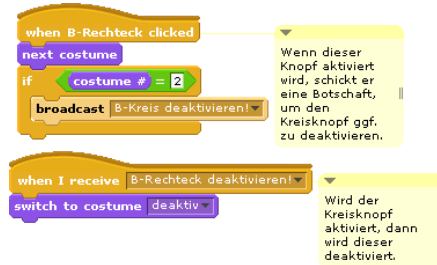 when B-Rechteck clicked
next costume
if costume # = 2
broadcast B-Kreis deaktivieren!
Wenn dieser
Knopf aktiviert
wird, schickt er
eine Botschaft,
um den
Kreisknopf ggf.
zu deaktivieren.
when I receive B-Rechteck deaktivieren!
switch to costume deaktiv
Wird der
Kreisknopf
aktiviert, dann
wird dieser
deaktiviert.